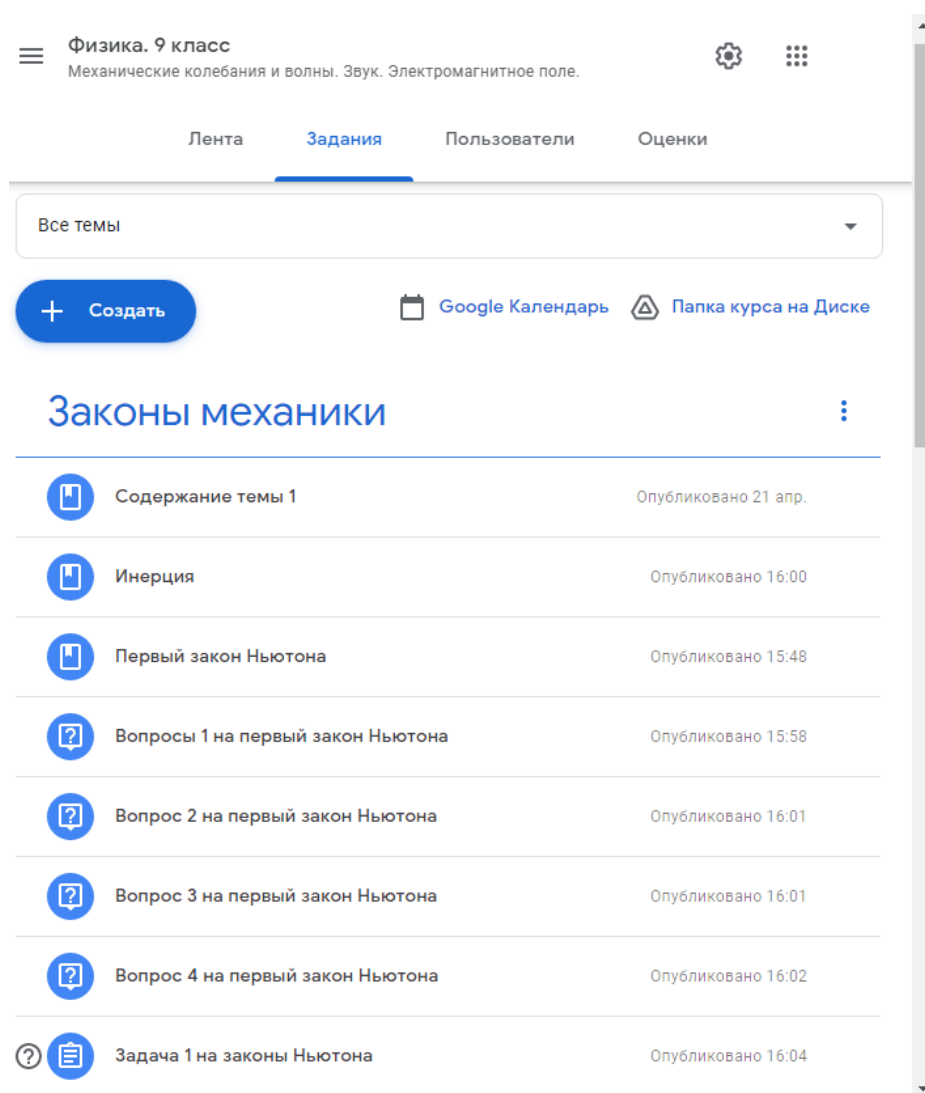 Физика. 9 класс
Механические колебания и волны. Звук. Электромагнитное поле.
Лента Задания Пользователи Оценки
Все темы
Создать Google Календарь Папка курса на Диске
Законы механики
Содержание темы 1 Опубликовано 21 апр.
Инерция Опубликовано 16:00
Первый закон Ньютона Опубликовано 15:48
Вопросы 1 на первый закон Ньютона Опубликовано 15:58
Вопрос 2 на первый закон Ньютона Опубликовано 16:01
Вопрос 3 на первый закон Ньютона Опубликовано 16:01
Вопрос 4 на первый закон Ньютона Опубликовано 16:02
Задача 1 на законы Ньютона Опубликовано 16:04